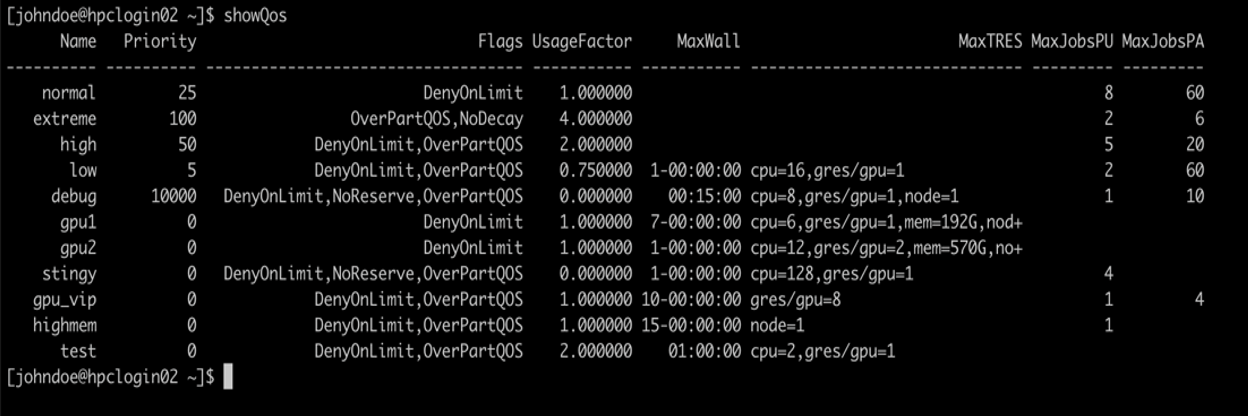 [johndoe@hpclogin02 ~]$ showQos
Name Priority Flags UsageFactor MaxWall MaxTRES MaxJobsPU MaxJobsPA
---------- ---------- ----------------------------------- ----------- ----------- ------------------------------ --------- ---------
normal 25 DenyOnLimit 1.000000 8 60
extreme 100 OverPartQOS,NoDecay 4.000000 2 6
high 50 DenyOnLimit,OverPartQOS 2.000000 5 20
low 5 DenyOnLimit,OverPartQOS 0.750000 1-00:00:00 cpu=16,gres/gpu=1 2 60
debug 10000 DenyOnLimit,NoReserve,OverPartQOS 0.000000 00:15:00 cpu=8,gres/gpu=1,node=1 1 10
gpu1 0 DenyOnLimit 1.000000 7-00:00:00 cpu=6,gres/gpu=1,mem=192G,nod+
gpu2 0 DenyOnLimit 1.000000 1-00:00:00 cpu=12,gres/gpu=2,mem=570G,no+
stingy 0 DenyOnLimit,NoReserve,OverPartQOS 0.000000 1-00:00:00 cpu=128,gres/gpu=1 4
gpu_vip 0 DenyOnLimit,OverPartQOS 1.000000 10-00:00:00 gres/gpu=8 1 4
highmem 0 DenyOnLimit,OverPartQOS 1.000000 15-00:00:00 node=1 1
test 0 DenyOnLimit,OverPartQOS 2.000000 01:00:00 cpu=2,gres/gpu=1
[johndoe@hpclogin02 ~]$